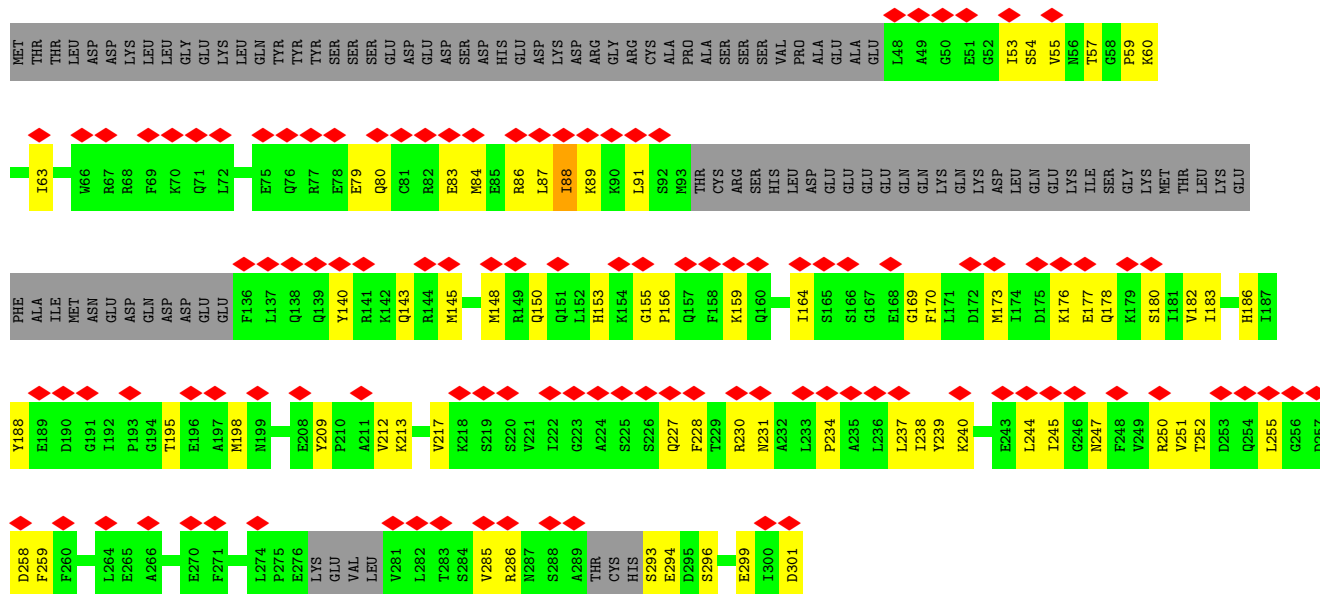 MET THR THR LEU ASP ASP LYS LEU LEU GLY GLU LYS LEU GLN TYR TYR TYR SER SER SER GLU ASP GLU ASP SER ASP HIS GLU ASP LYS ASP ARG GLY ARG CYS ALA PRO ALA SER SER SER VAL PRO ALA GLU ALA GLU L48 A49 G50 E51 G52 I53 S54 V55 N56 T57 G58 P59 K60
I63 W66 R67 R68 F69 K70 Q71 L72 E75 Q76 R77 E78 E79 Q80 C81 R82 E83 M84 E85 R86 L87 I88 K89 K90 L91 S92 M93 THR CYS ARG SER HIS LEU ASP GLU GLU GLU GLU GLN GLN LYS GLN LYS ASP LEU GLN GLU LYS ILE SER GLY LYS MET THR LEU LYS GLU
PHE ALA ILE MET ASN GLU ASP GLN ASP ASP GLU GLU F136 L137 Q138 Q139 Y140 R141 K142 Q143 R144 M145 M148 R149 Q150 Q151 L152 H153 K154 G155 P156 Q157 F158 K159 Q160 I164 S165 S166 G167 E168 G169 F170 L171 D172 M173 I174 D175 K176 E177 Q178 K179 S180 I181 V182 I183 H186 I187
Y188 E189 D190 G191 I192 P193 G194 T195 E196 A197 M198 N199 E208 Y209 P210 A211 V212 K213 V217 K218 S219 S220 V221 I222 G223 A224 S225 S226 Q227 F228 T229 R230 N231 A232 L233 P234 A235 L236 L237 I238 Y239 K240 E243 L244 I245 G246 N247 F248 V249 R250 V251 T252 D253 Q254 L255 G256 D257
D258 F259 F260 L264 E265 A266 E270 F271 L274 P275 E276 LYS GLU VAL LEU V281 L282 T283 S284 V285 R286 N287 S288 A289 THR CYS HIS S293 E294 D295 S296 E299 I300 D301